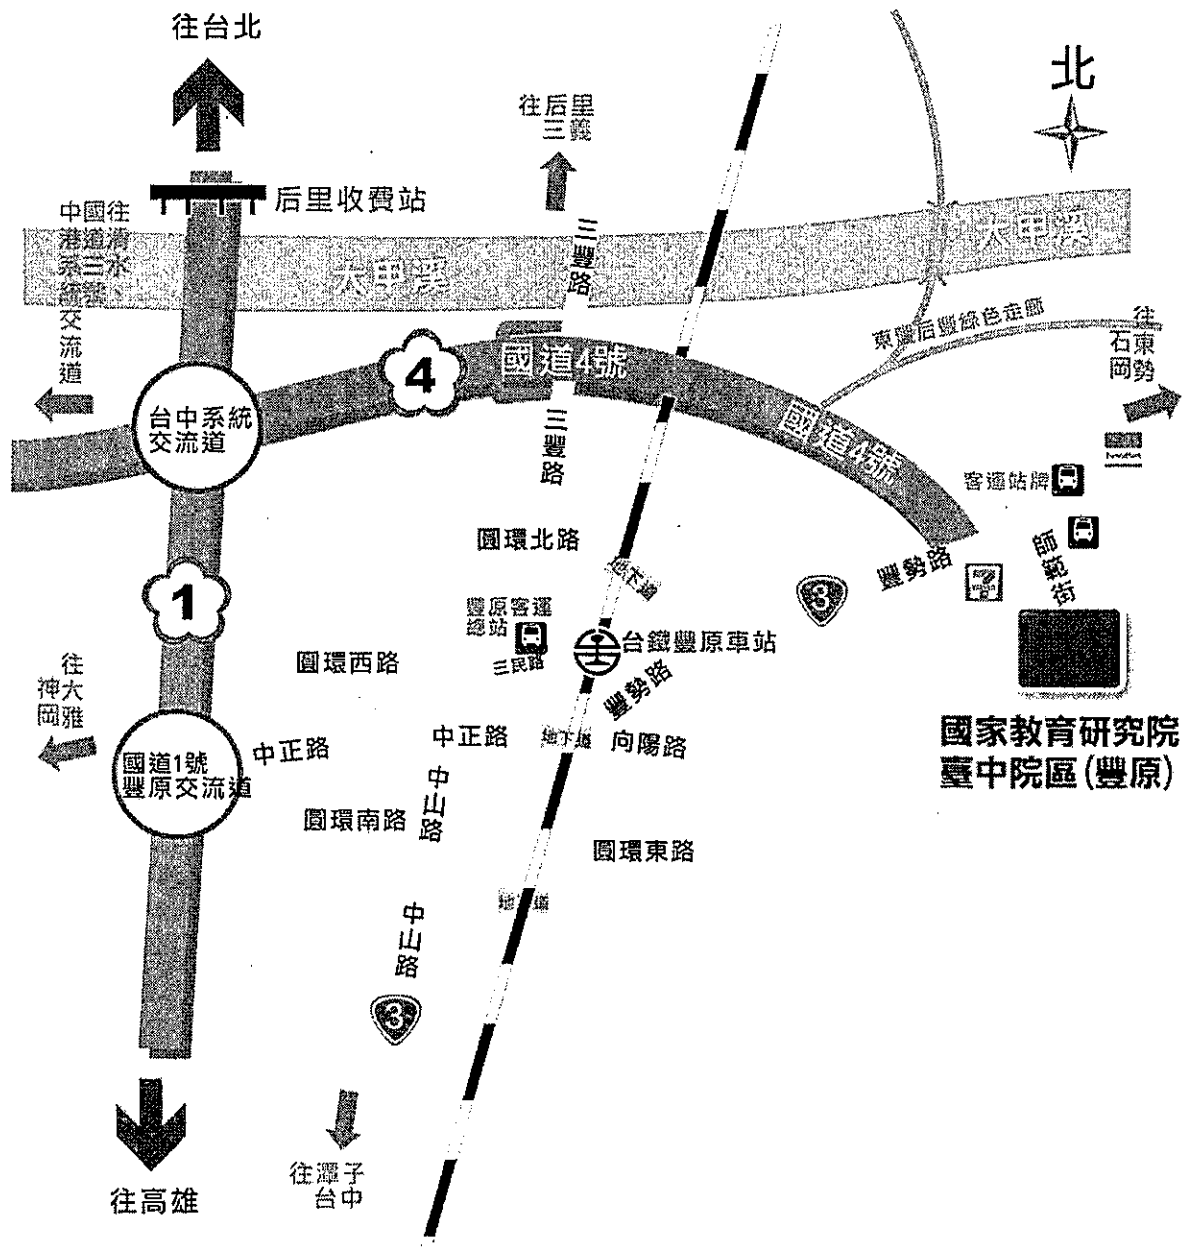 往台北
北
往后里
三義
后里收費站
往清水、
國道三號
中港系統交流道
三豐路
大甲溪
大甲溪
東豐后豐綠色走廊
往東勢
石岡
4
國道4號
國道4號
台中系統
交流道
三豐路
客運站牌
圓環北路
地下道
豐勢路
師範街
7
3
1
豐原客運
總站
三民路
台鐵豐原車站
圓環西路
豐勢路
往大雅
神岡
國道1號
豐原交流道
中正路
中正路
地下道
向陽路
國家教育研究院
臺中院區(豐原)
中山路
圓環南路
圓環東路
地下道
中山路
3
往潭子
台中
往高雄